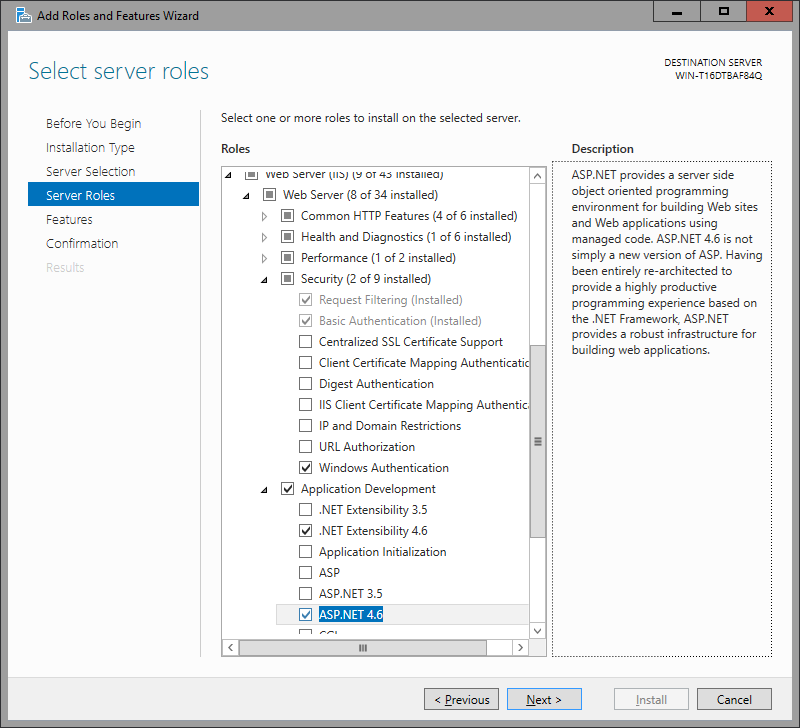 Add Roles and Features Wizard
Select server roles
DESTINATION SERVER
WIN-T16DTBAF84Q
Before You Begin
Installation Type
Server Selection
Server Roles
Features
Confirmation
Results
Select one or more roles to install on the selected server.
Roles
Web Server (IIS) (9 of 43 installed)
Web Server (8 of 34 installed)
Common HTTP Features (4 of 6 installed)
Health and Diagnostics (1 of 6 installed)
Performance (1 of 2 installed)
Security (2 of 9 installed)
Request Filtering (Installed)
Basic Authentication (Installed)
Centralized SSL Certificate Support
Client Certificate Mapping Authenticatic
Digest Authentication
IIS Client Certificate Mapping Authentic
IP and Domain Restrictions
URL Authorization
Windows Authentication
Application Development
.NET Extensibility 3.5
.NET Extensibility 4.6
Application Initialization
ASP
ASP.NET 3.5
ASP.NET 4.6
Description
ASP.NET provides a server side
object oriented programming
environment for building Web sites
and Web applications using
managed code. ASP.NET 4.6 is not
simply a new version of ASP. Having
been entirely re-architected to
provide a highly productive
programming experience based on
the .NET Framework, ASP.NET
provides a robust infrastructure for
building web applications.
< Previous
Next >
Install
Cancel